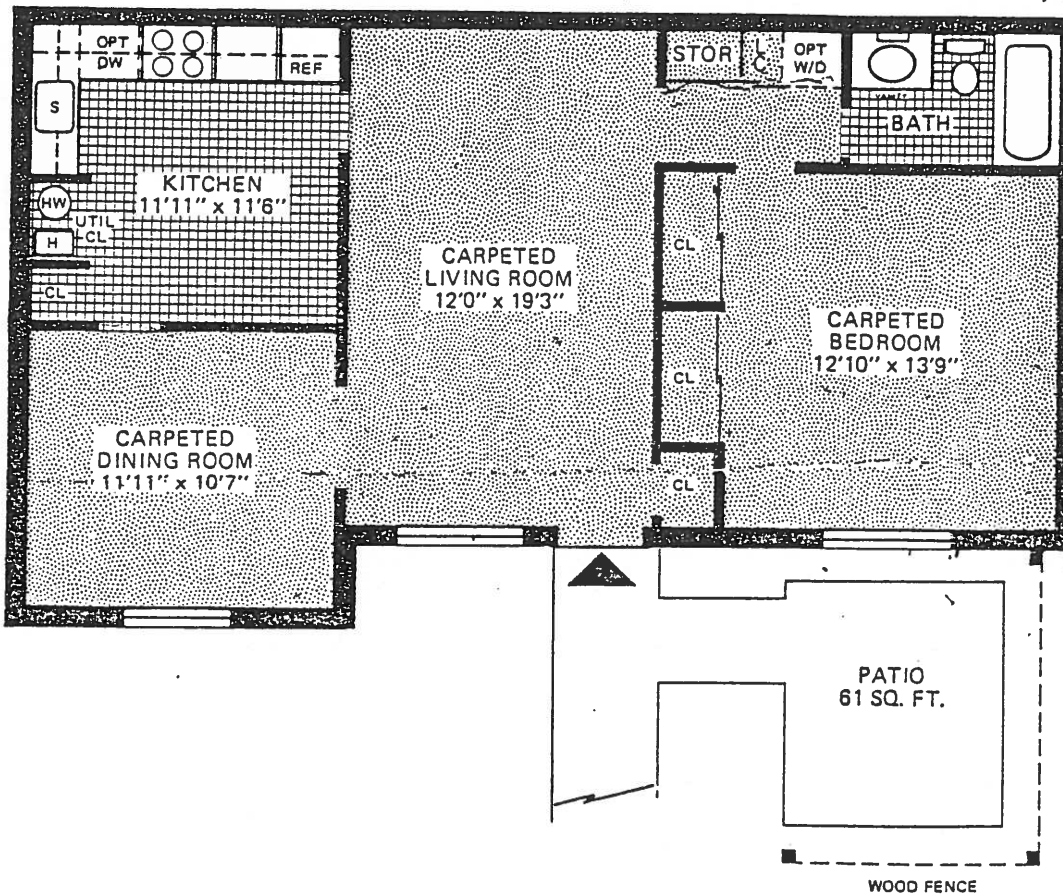 OPT
DW
REF
S
KITCHEN
11'11" x 11'6"
HW
UTIL
CL
H
CL
CARPETED
DINING ROOM
11'11" x 10'7"
CARPETED
LIVING ROOM
12'0" x 19'3"
STOR
OPT
W/D
BATH
CL
CL
CL
CARPETED
BEDROOM
12'10" x 13'9"
PATIO
61 SQ. FT.
WOOD FENCE